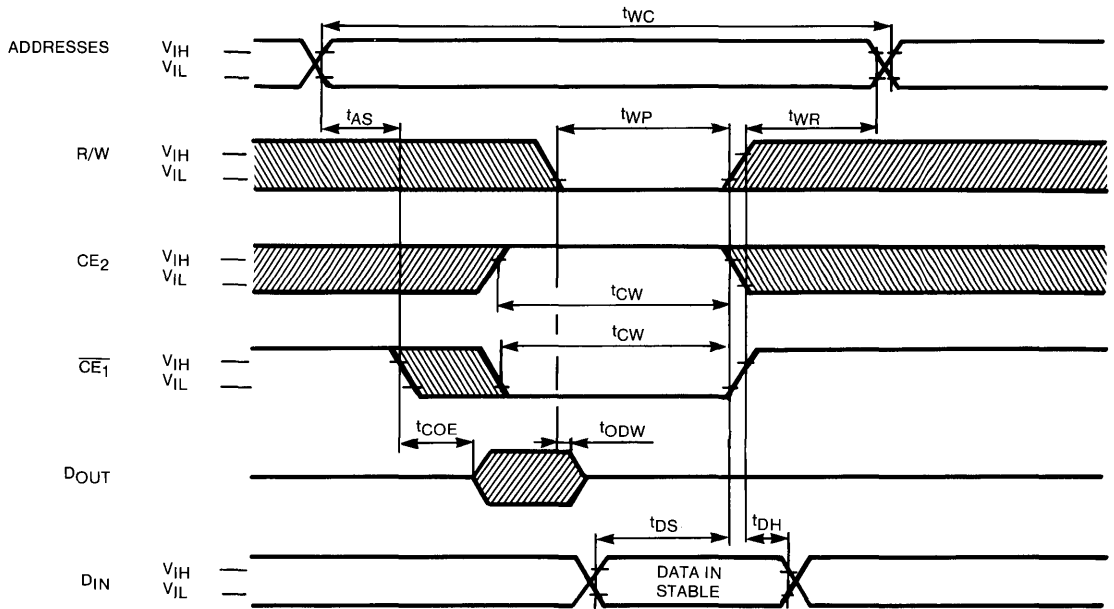 tWC
ADDRESSES VIH
VIL
tAS tWP tWR
R/W VIH
VIL
CE2 VIH
VIL
tCW
tCW
CE1 VIH
VIL
tCOE tODW
DOUT
tDS tDH
DIN VIH
VIL
DATA IN
STABLE